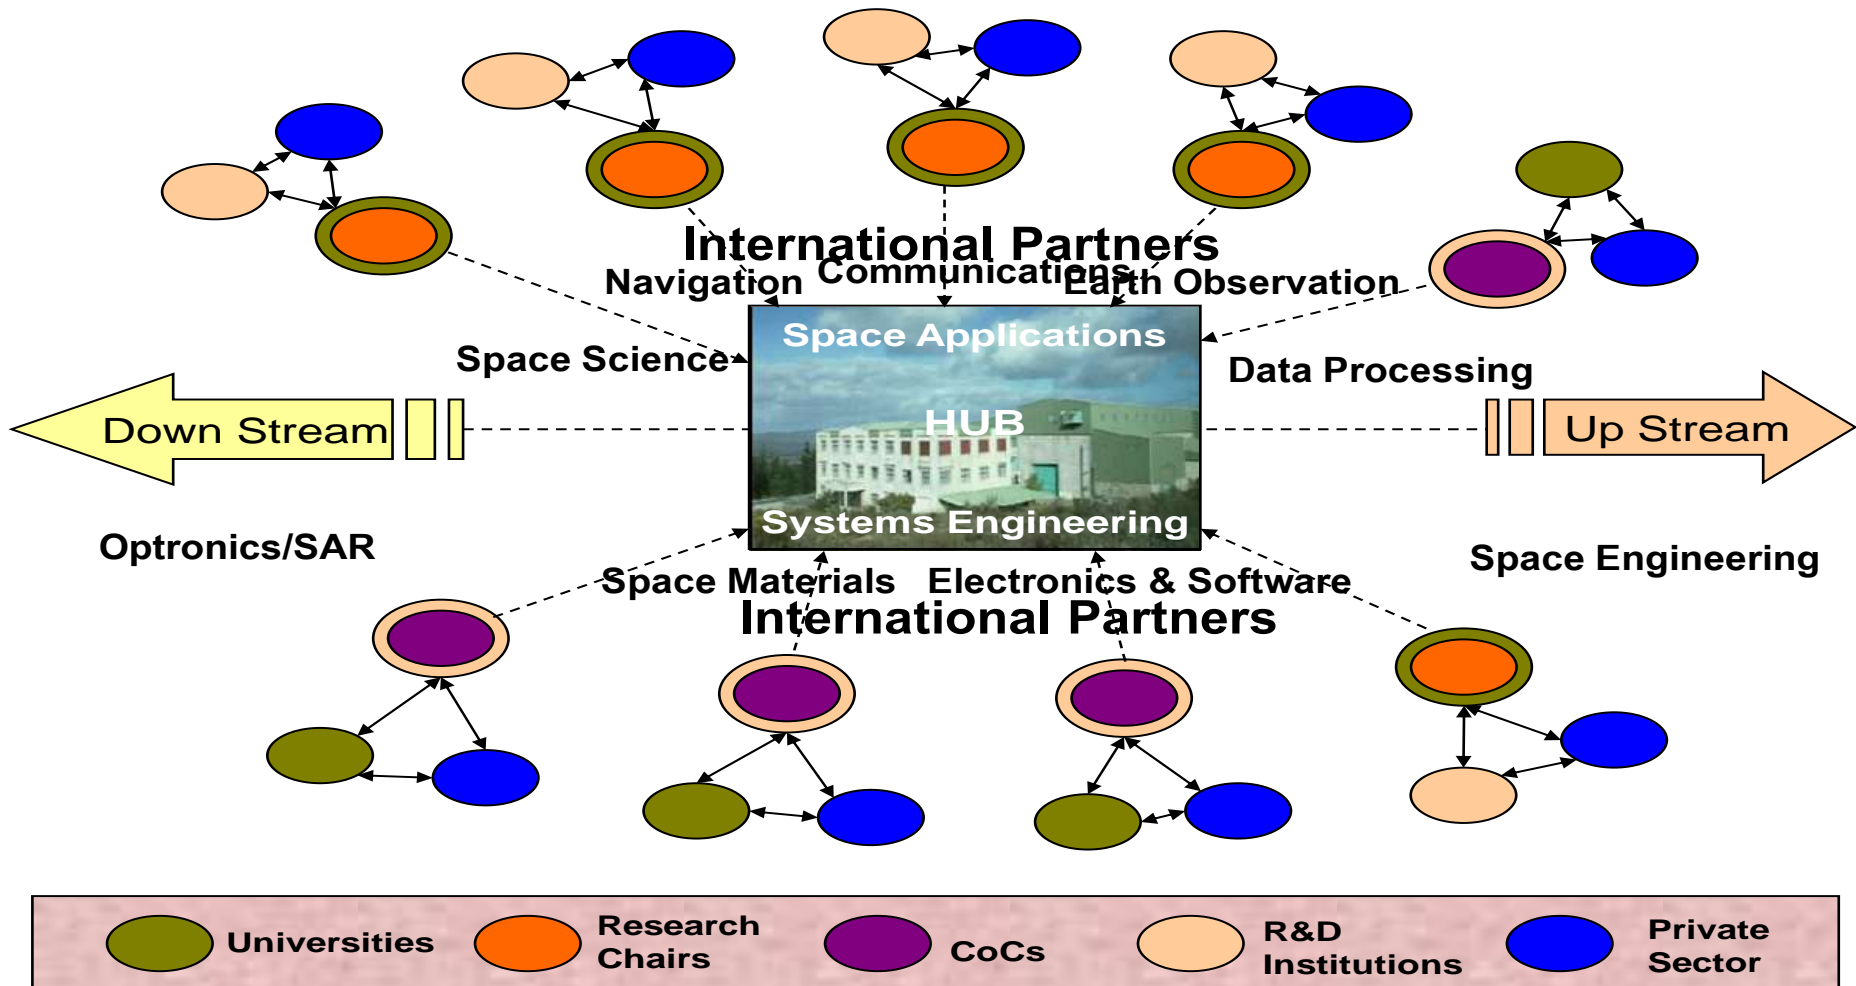 International Partners
Navigation
Communications
Earth Observation
Space Applications
Space Science
Data Processing
Down Stream
HUB
Up Stream
Systems Engineering
Optronics/SAR
Space Engineering
Space Materials
Electronics & Software
International Partners
Universities
Research
Chairs
CoCs
R&D
Institutions
Private
Sector